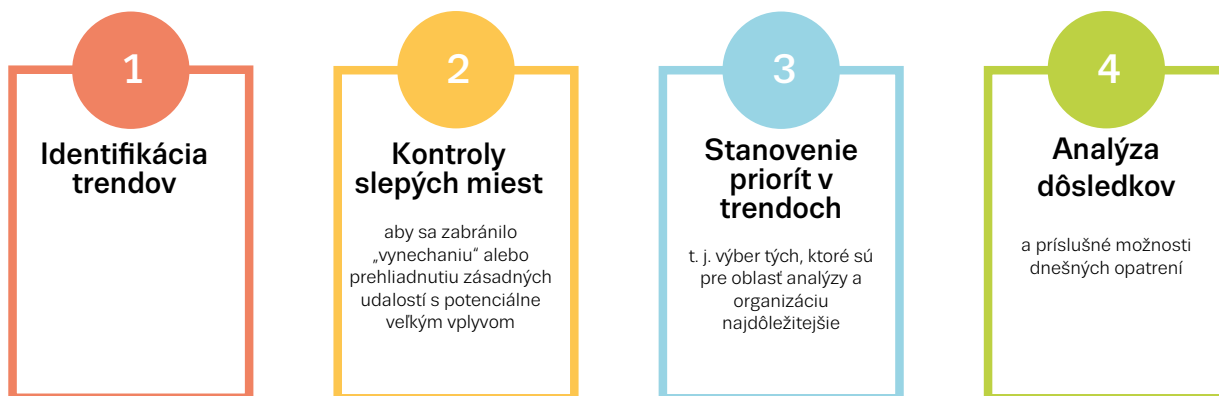 1
Identifikácia
trendov
2
Kontroly
slepých miest
aby sa zabránilo
„vynechaniu“ alebo
prehliadnutiu zásadných
udalostí s potenciálne
veľkým vplyvom
3
Stanovenie
priorít v
trendoch
t. j. výber tých, ktoré sú
pre oblasť analýzy a
organizáciu
najdôležitejšie
4
Analýza
dôsledkov
a príslušné možnosti
dnešných opatrení